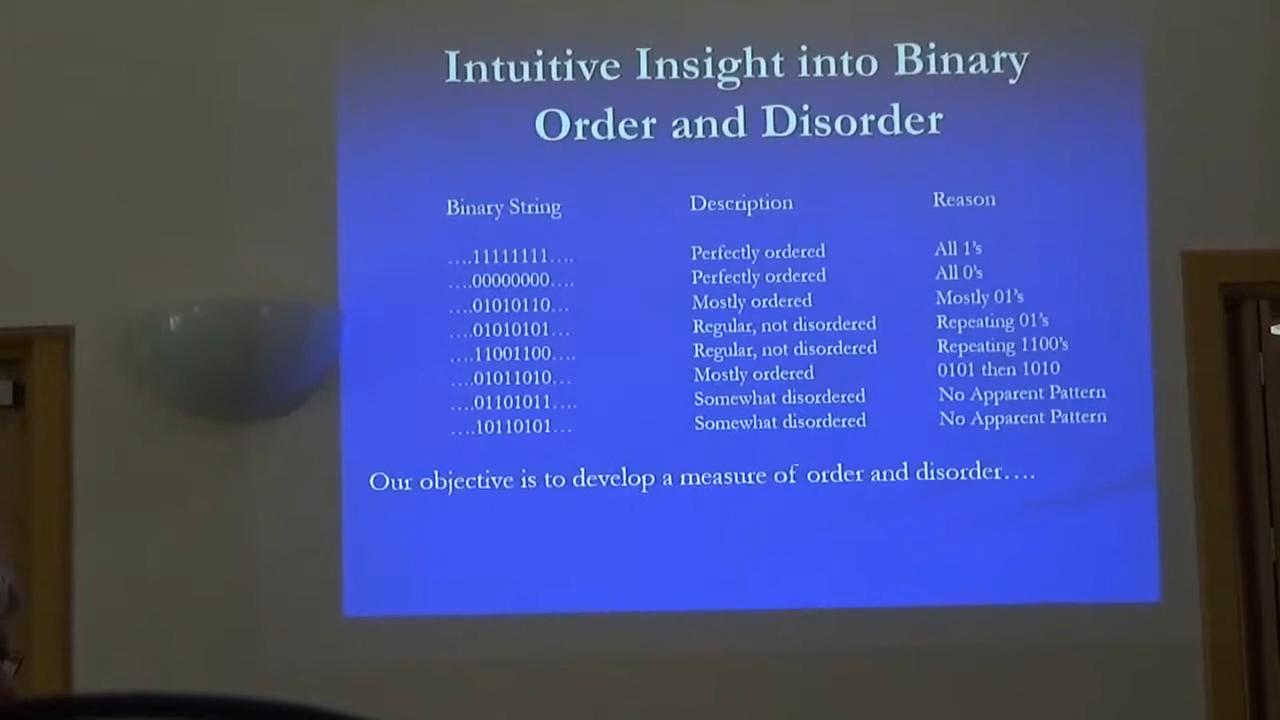 Intuitive Insight into Binary
Order and Disorder
Binary String Description Reason
....11111111.... Perfectly ordered All 1's
....00000000.... Perfectly ordered All 0's
....01010110... Mostly ordered Mostly 01's
....01010101... Regular, not disordered Repeating 01's
....11001100.... Regular, not disordered Repeating 1100's
....01011010... Mostly ordered 0101 then 1010
....01101011.... Somewhat disordered No Apparent Pattern
....10110101... Somewhat disordered No Apparent Pattern
Our objective is to develop a measure of order and disorder....